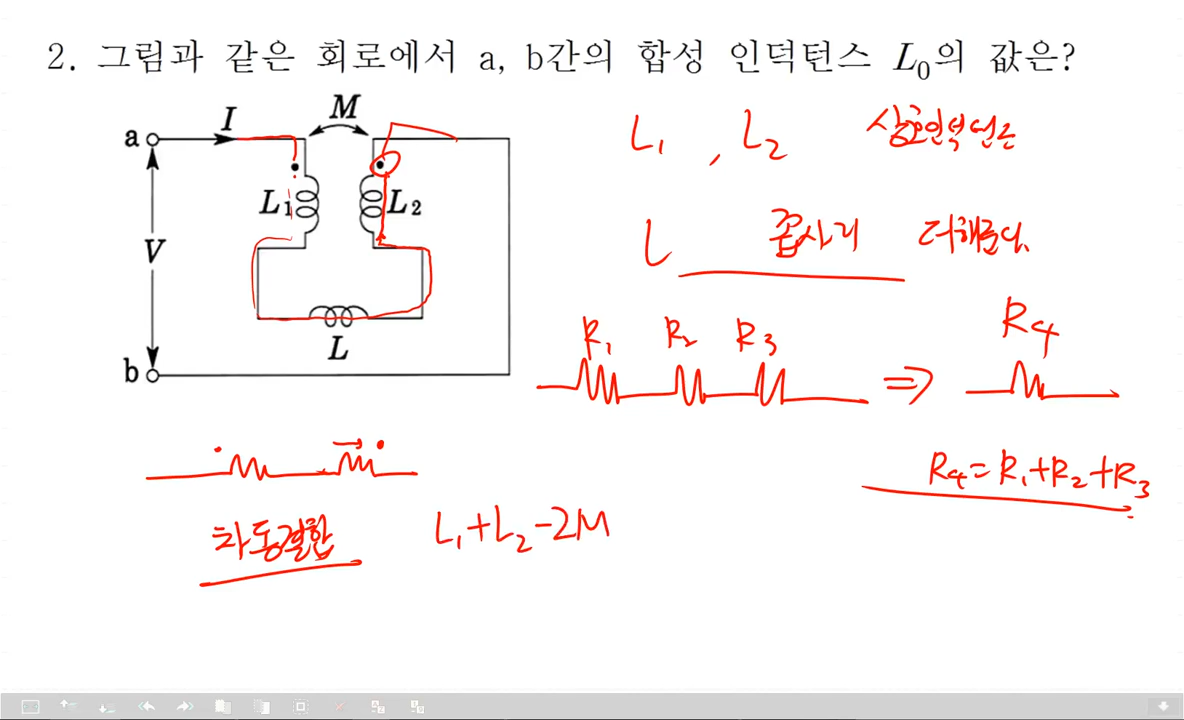 2. 그림과 같은 회로에서 a, b간의 합성 인덕턴스 L₀의 값은?
a
I
M
L₁
L₂
V
L
b
L₁ , L₂ 상호인덕턴스
L 꼽사리 더해준다.
R₁ R₂ R₃ ⇒ R₄
R₄=R₁+R₂+R₃
차동결합 L₁+L₂-2M